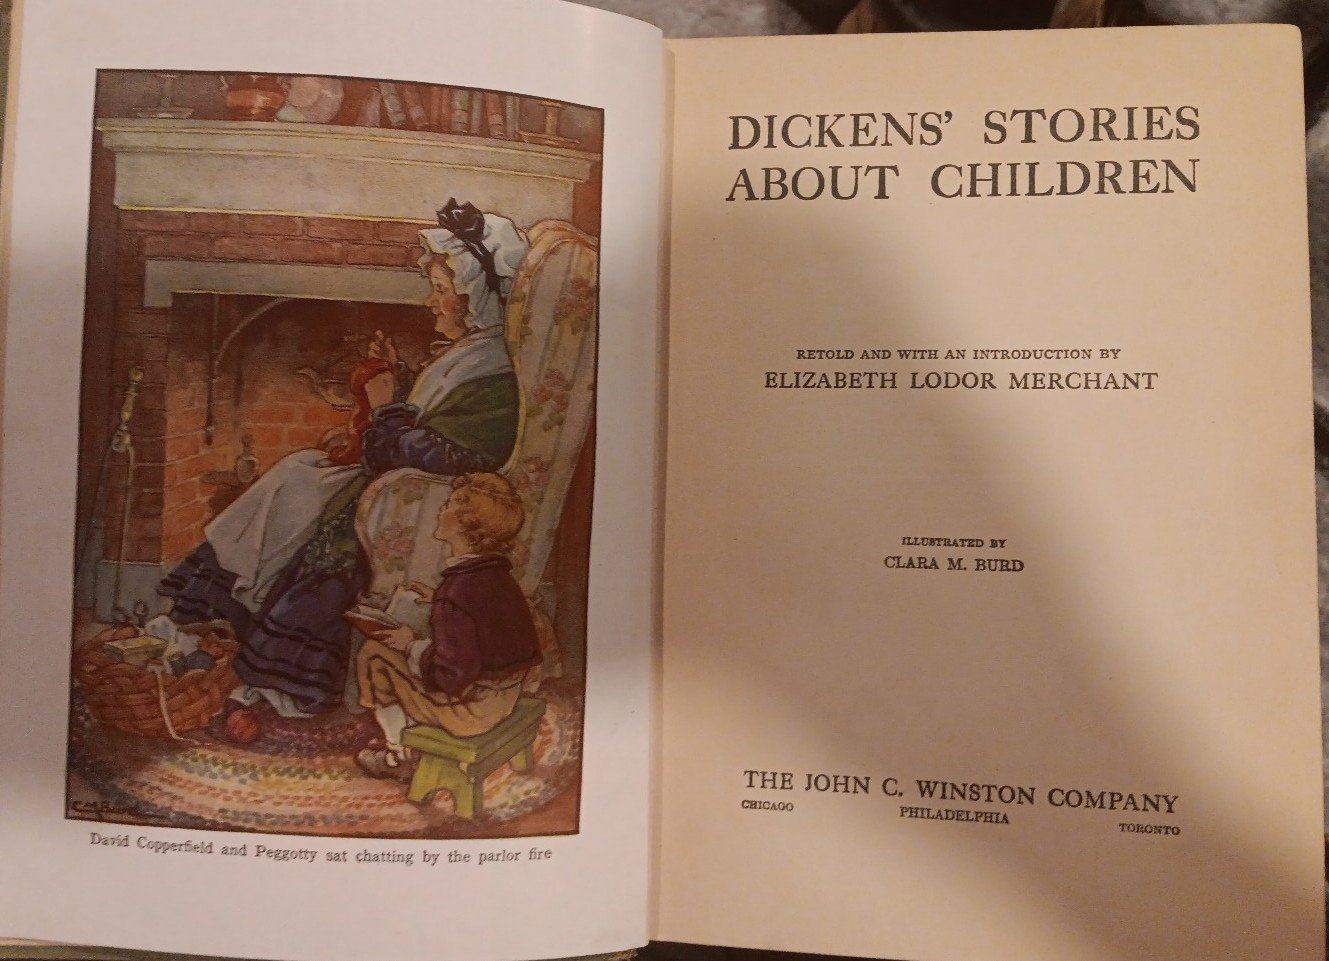 David Copperfield and Peggotty sat chatting by the parlor fire
DICKENS' STORIES
ABOUT CHILDREN
RETOLD AND WITH AN INTRODUCTION BY
ELIZABETH LODOR MERCHANT
ILLUSTRATED BY
CLARA M. BURD
THE JOHN C. WINSTON COMPANY
CHICAGO PHILADELPHIA TORONTO